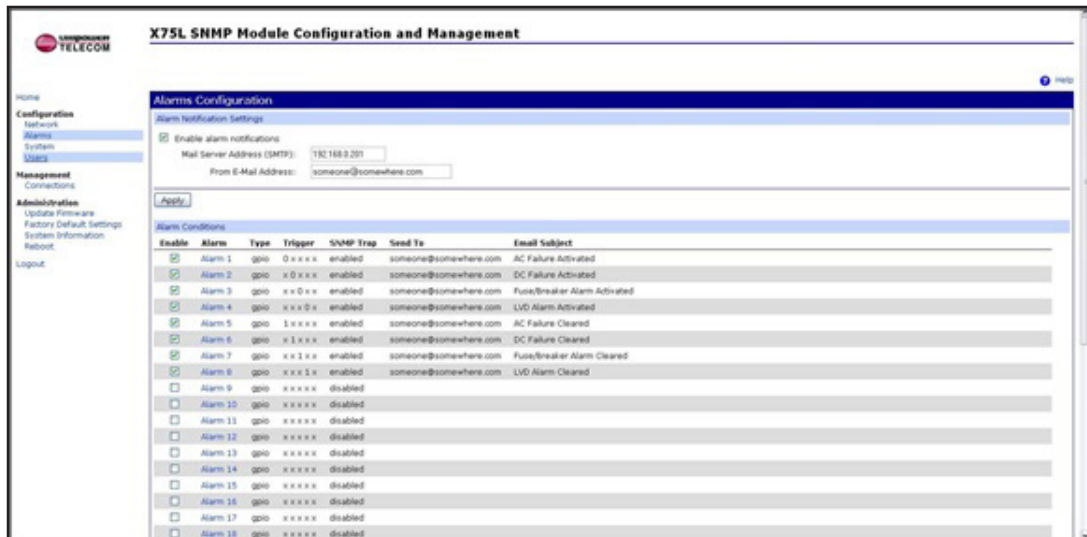 UNIPOWER
TELECOM
X75L SNMP Module Configuration and Management
Help
Home
Configuration
Network
Alarms
System
Users
Management
Connections
Administration
Update Firmware
Factory Default Settings
System Information
Reboot
Logout
Alarms Configuration
Alarm Notification Settings
Enable alarm notifications
Mail Server Address (SMTP): 192.168.0.201
From E-Mail Address: someone@somewhere.com
Apply
Alarm Conditions
Enable Alarm Type Trigger SNMP Trap Send To Email Subject
Alarm 1 gpio 0 x x x x enabled someone@somewhere.com AC Failure Activated
Alarm 2 gpio x 0 x x x enabled someone@somewhere.com DC Failure Activated
Alarm 3 gpio x x 0 x x enabled someone@somewhere.com Fuse/Breaker Alarm Activated
Alarm 4 gpio x x x 0 x enabled someone@somewhere.com LVD Alarm Activated
Alarm 5 gpio 1 x x x x enabled someone@somewhere.com AC Failure Cleared
Alarm 6 gpio x 1 x x x enabled someone@somewhere.com DC Failure Cleared
Alarm 7 gpio x x 1 x x enabled someone@somewhere.com Fuse/Breaker Alarm Cleared
Alarm 8 gpio x x x 1 x enabled someone@somewhere.com LVD Alarm Cleared
Alarm 9 gpio x x x x x disabled
Alarm 10 gpio x x x x x disabled
Alarm 11 gpio x x x x x disabled
Alarm 12 gpio x x x x x disabled
Alarm 13 gpio x x x x x disabled
Alarm 14 gpio x x x x x disabled
Alarm 15 gpio x x x x x disabled
Alarm 16 gpio x x x x x disabled
Alarm 17 gpio x x x x x disabled
Alarm 18 gpio x x x x x disabled